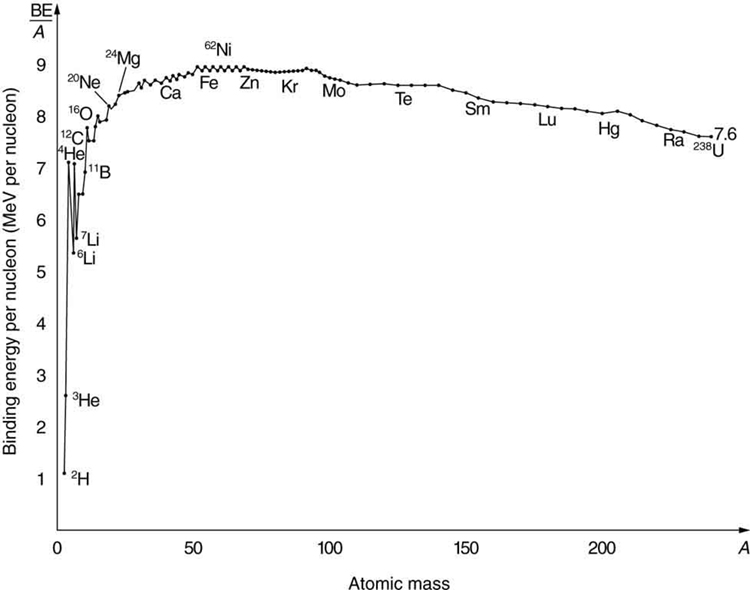 BE
A
Binding energy per nucleon (MeV per nucleon)
9
8
7
6
5
4
3
2
1
²H
³He
⁴He
⁶Li
⁷Li
¹¹B
¹²C
¹⁶O
²⁰Ne
²⁴Mg
Ca
⁶²Ni
Fe
Zn
Kr
Mo
Te
Sm
Lu
Hg
Ra
²³⁸U
7.6
0 50 100 150 200 A
Atomic mass